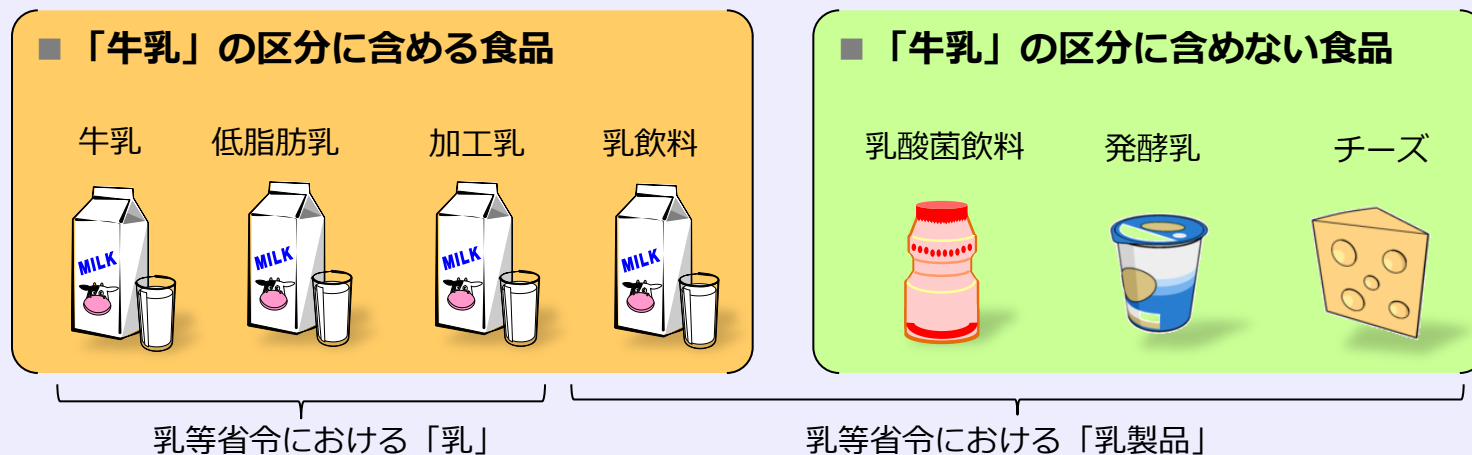 ■ 「牛乳」の区分に含める食品
牛乳 低脂肪乳 加工乳 乳飲料
MILK MILK MILK MILK
■ 「牛乳」の区分に含めない食品
乳酸菌飲料 発酵乳 チーズ
乳等省令における「乳」
乳等省令における「乳製品」